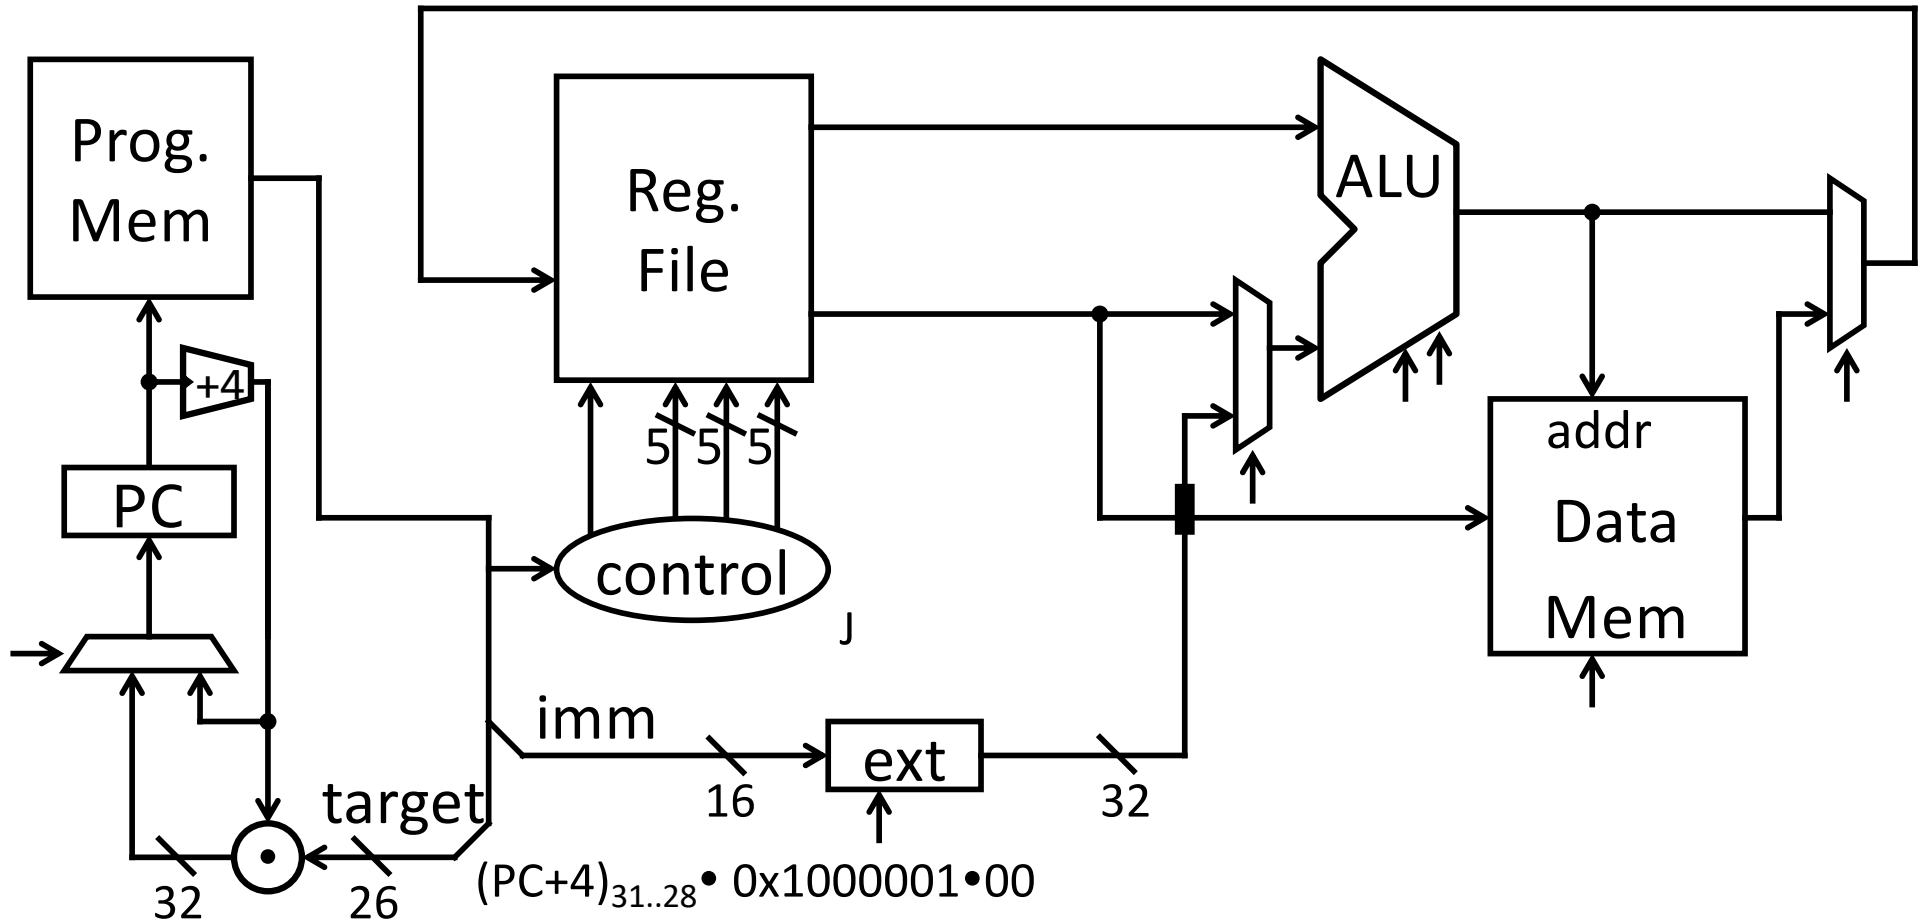 Prog.
Mem
Reg.
File
ALU
+4
addr
5 5 5
PC
Data
control
Mem
J
imm
ext
target
16
32
32
26
(PC+4)31..28 • 0x1000001•00